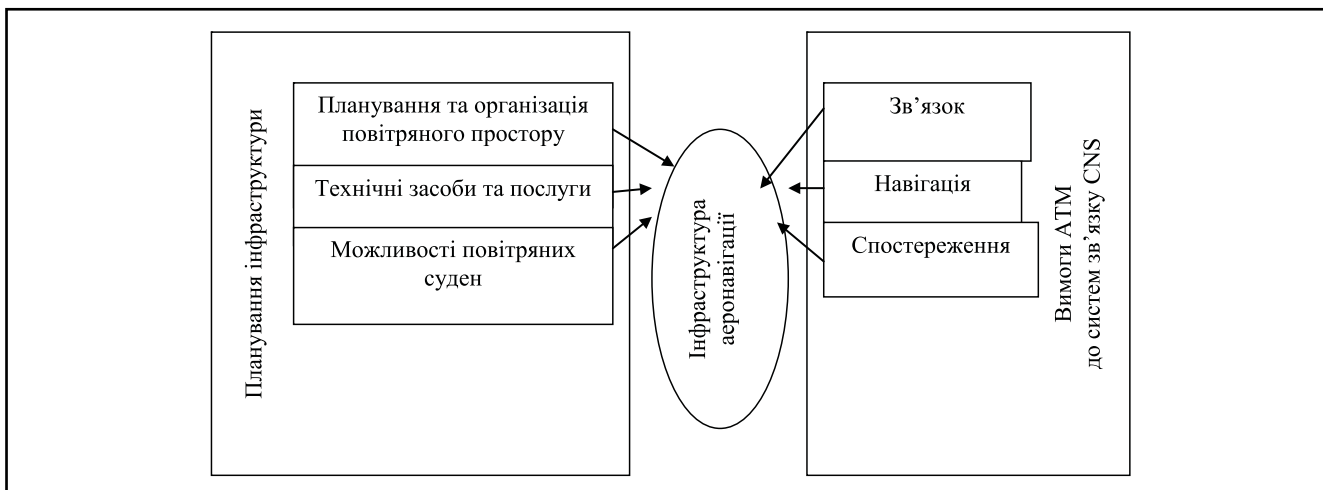 Планування інфраструктури
Планування та організація
повітряного простору
Технічні засоби та послуги
Можливості повітряних
суден
Інфраструктура
аеронавігації
Зв’язок
Навігація
Спостереження
Вимоги АТМ
до систем зв’язку CNS